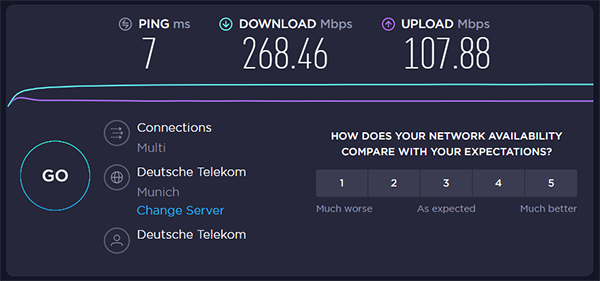 PING ms DOWNLOAD Mbps UPLOAD Mbps
7 268.46 107.88
GO
Connections
Multi
Deutsche Telekom
Munich
Change Server
Deutsche Telekom
HOW DOES YOUR NETWORK AVAILABILITY
COMPARE WITH YOUR EXPECTATIONS?
1 2 3 4 5
Much worse As expected Much better